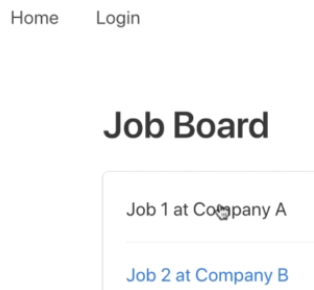 Home Login
Job Board
Job 1 at Company A
Job 2 at Company B